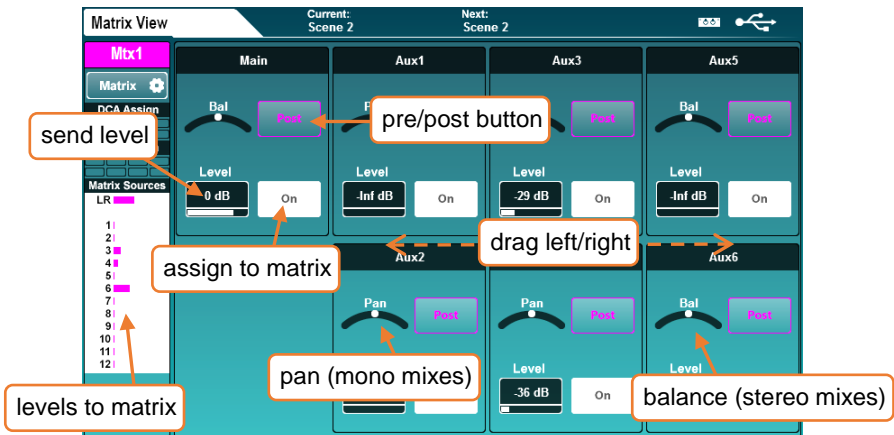 Matrix View
Current:
Scene 2
Next:
Scene 2
Mtx1
Matrix
DCA Assign
Matrix Sources
LR
1
2
3
4
5
6
7
8
9
10
11
12
Main
Bal
Post
Level
0 dB
On
Aux1
P
Level
-Inf dB
On
Aux3
Post
Level
-29 dB
On
Aux5
Bal
Post
Level
-Inf dB
On
Aux2
Pan
Post
Pan
Post
Level
-36 dB
On
Aux6
Bal
Post
Level
send level
pre/post button
drag left/right
assign to matrix
pan (mono mixes)
balance (stereo mixes)
levels to matrix